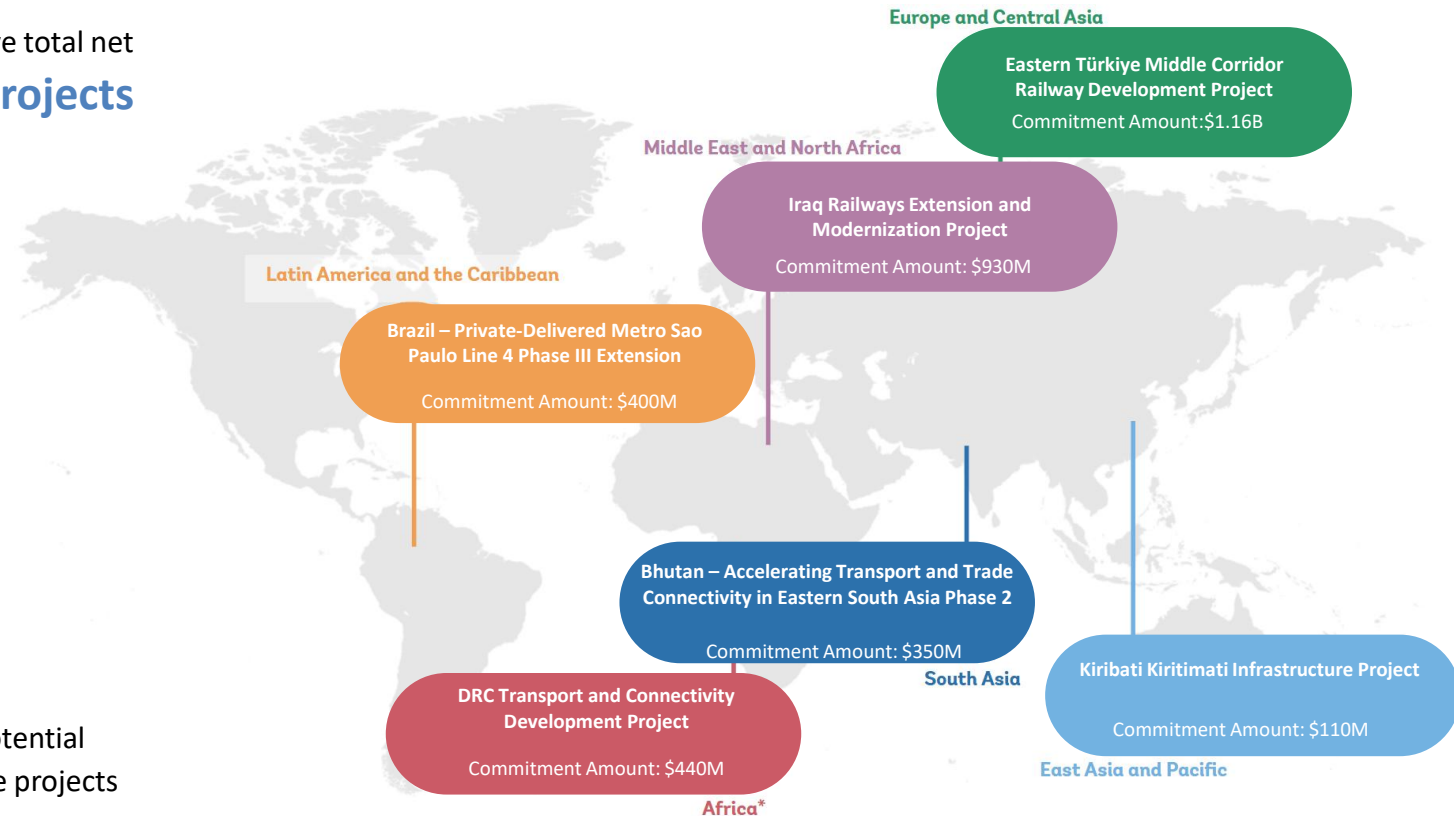 e total net
rojects
Europe and Central Asia
Eastern Türkiye Middle Corridor
Railway Development Project
Commitment Amount:$1.16B
Middle East and North Africa
Iraq Railways Extension and
Modernization Project
Commitment Amount: $930M
Latin America and the Caribbean
Brazil – Private-Delivered Metro Sao
Paulo Line 4 Phase III Extension
Commitment Amount: $400M
Bhutan – Accelerating Transport and Trade
Connectivity in Eastern South Asia Phase 2
Commitment Amount: $350M
South Asia
Kiribati Kiritimati Infrastructure Project
Commitment Amount: $110M
East Asia and Pacific
DRC Transport and Connectivity
Development Project
Commitment Amount: $440M
Africa*
otential
e projects